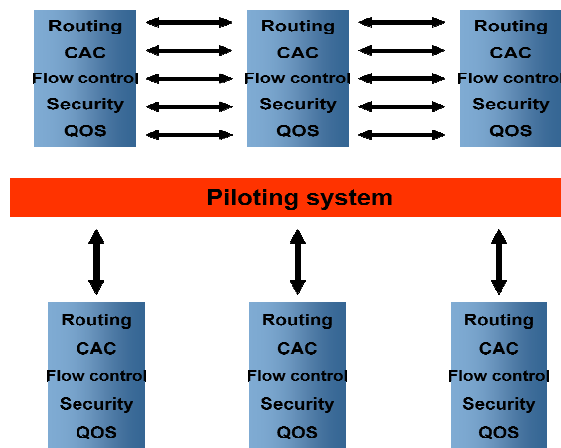 Routing
CAC
Flow control
Security
QOS
Routing
CAC
Flow control
Security
QOS
Routing
CAC
Flow control
Security
QOS
Piloting system
Routing
CAC
Flow control
Security
QOS
Routing
CAC
Flow control
Security
QOS
Routing
CAC
Flow control
Security
QOS